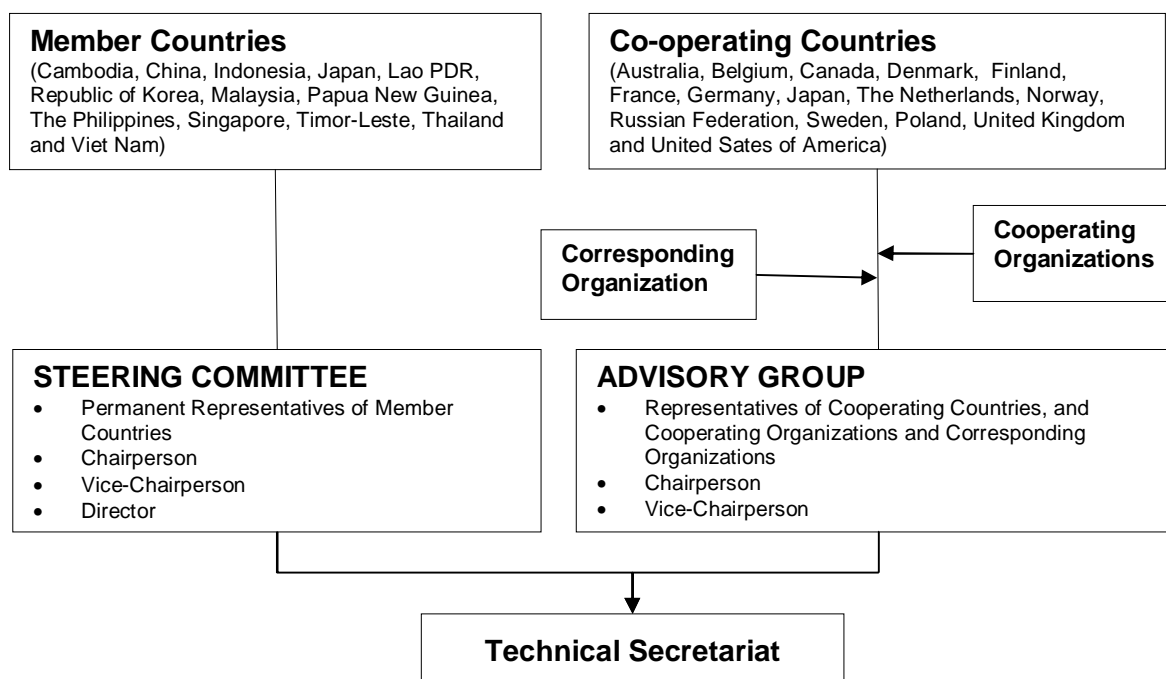 Member Countries
(Cambodia, China, Indonesia, Japan, Lao PDR,
Republic of Korea, Malaysia, Papua New Guinea,
The Philippines, Singapore, Timor-Leste, Thailand
and Viet Nam)
Co-operating Countries
(Australia, Belgium, Canada, Denmark, Finland,
France, Germany, Japan, The Netherlands, Norway,
Russian Federation, Sweden, Poland, United Kingdom
and United Sates of America)
Corresponding
Organization
Cooperating
Organizations
STEERING COMMITTEE
• Permanent Representatives of Member
Countries
• Chairperson
• Vice-Chairperson
• Director
ADVISORY GROUP
• Representatives of Cooperating Countries, and
Cooperating Organizations and Corresponding
Organizations
• Chairperson
• Vice-Chairperson
Technical Secretariat